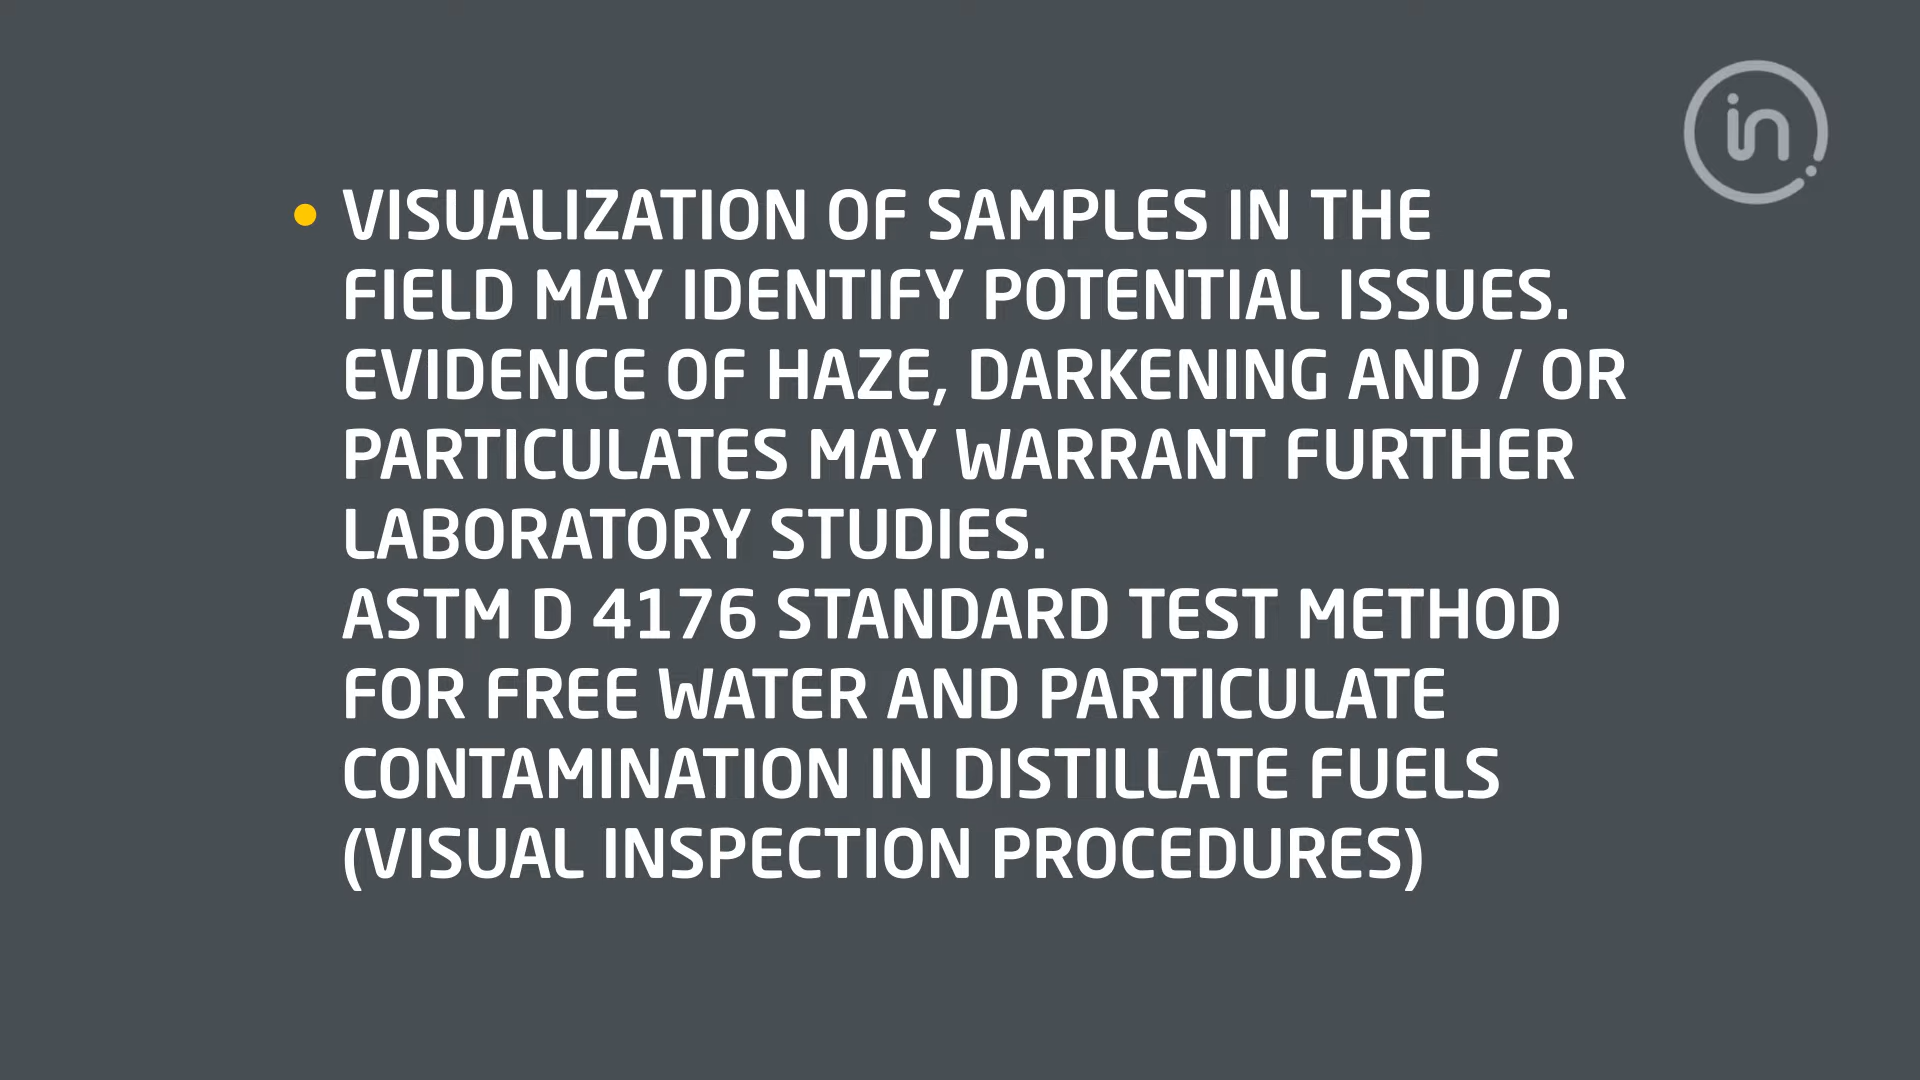 in
• VISUALIZATION OF SAMPLES IN THE
FIELD MAY IDENTIFY POTENTIAL ISSUES.
EVIDENCE OF HAZE, DARKENING AND / OR
PARTICULATES MAY WARRANT FURTHER
LABORATORY STUDIES.
ASTM D 4176 STANDARD TEST METHOD
FOR FREE WATER AND PARTICULATE
CONTAMINATION IN DISTILLATE FUELS
(VISUAL INSPECTION PROCEDURES)